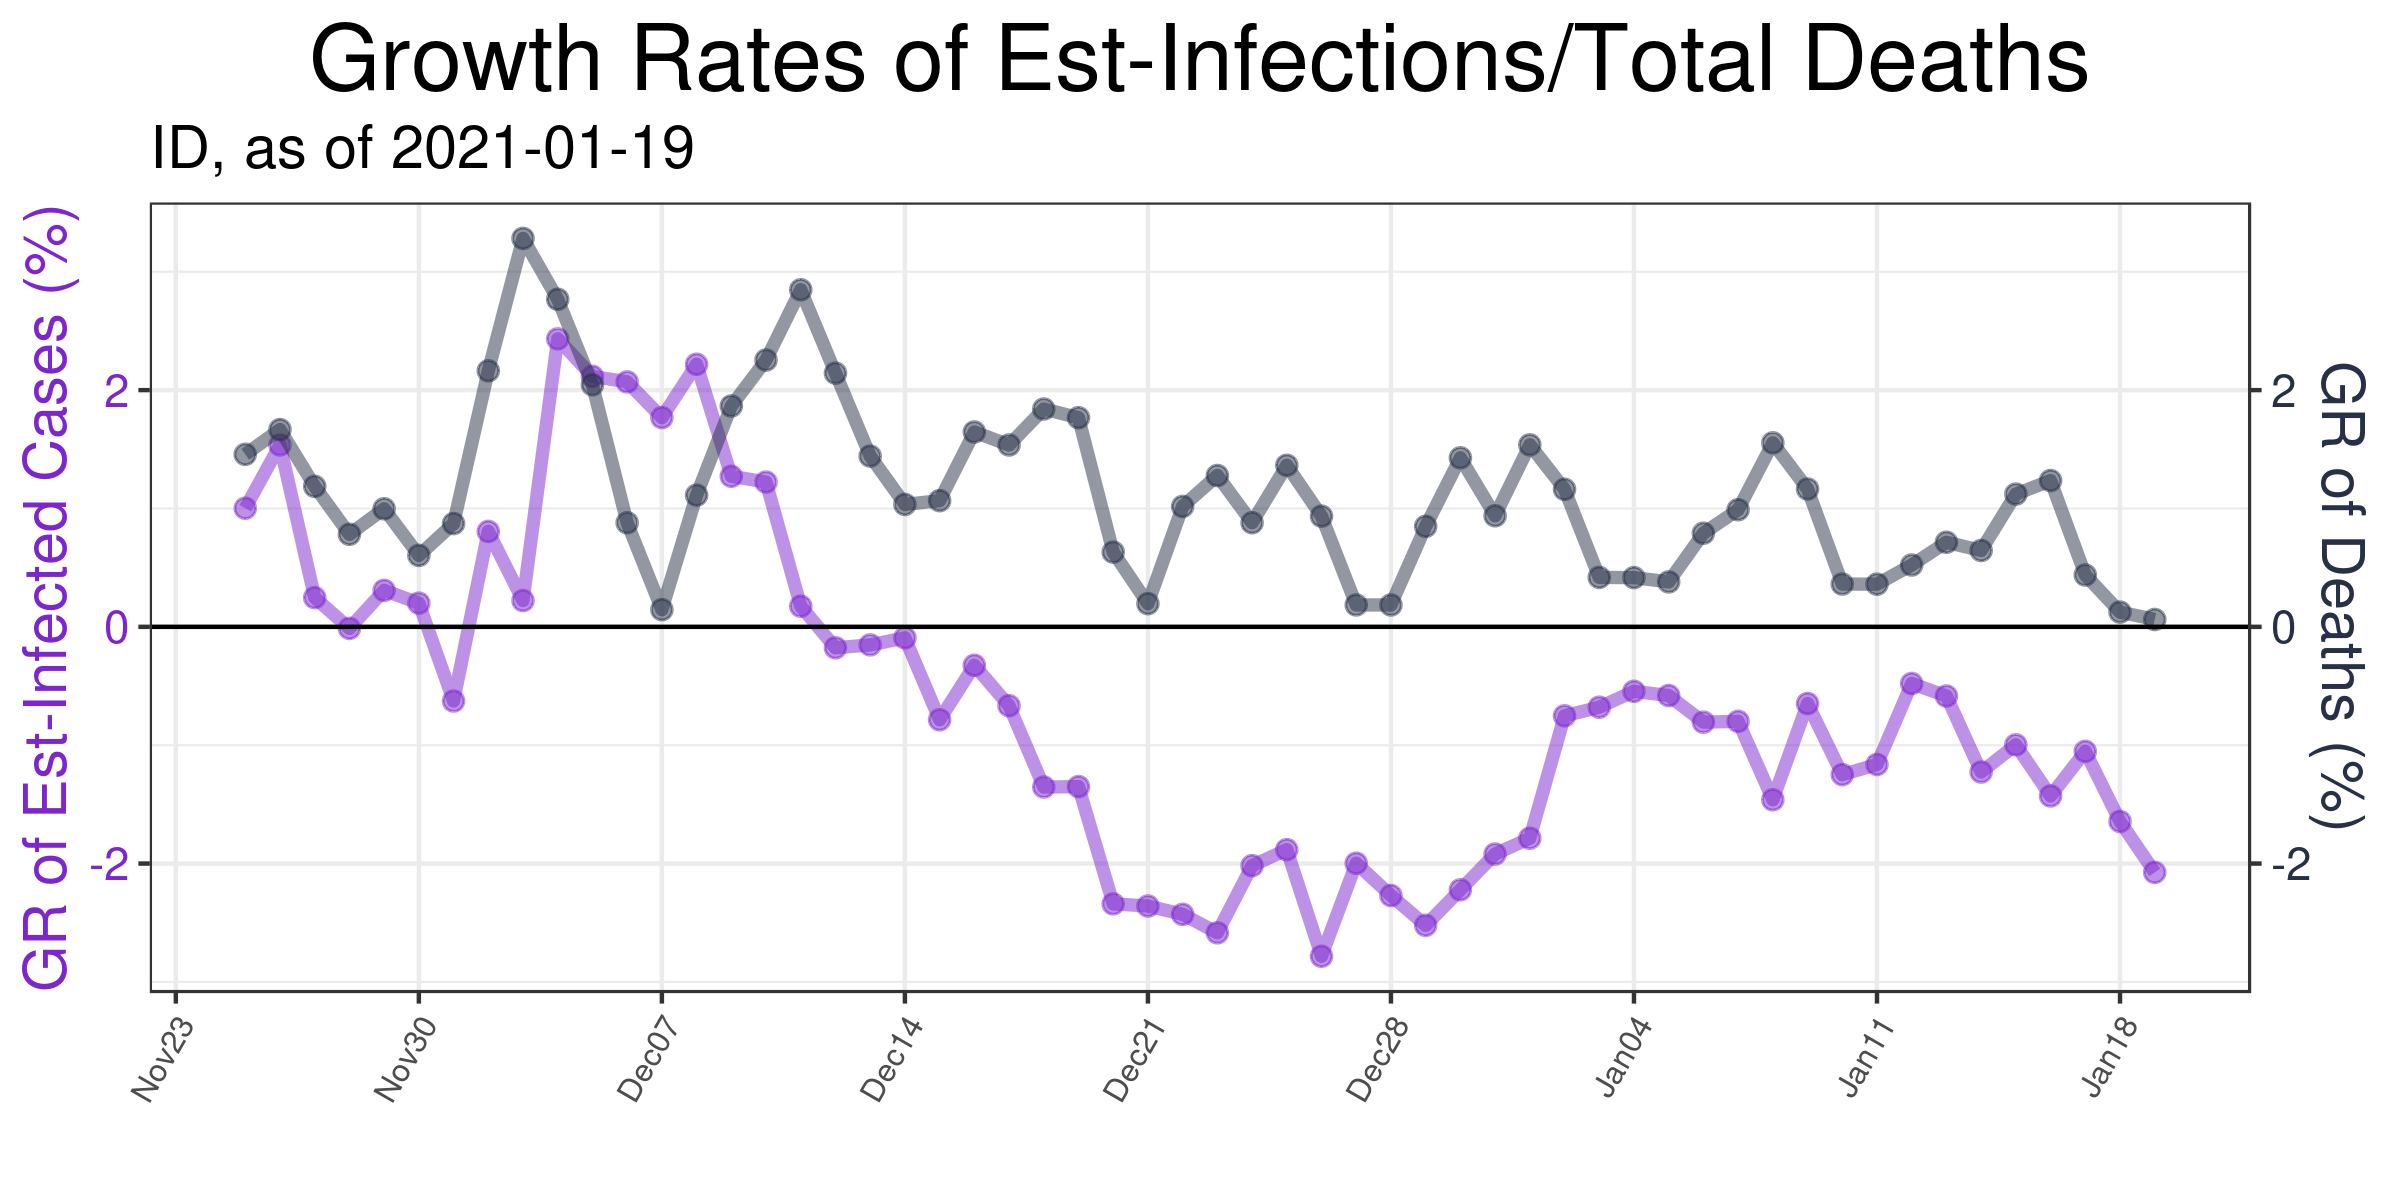 Growth Rates of Est-Infections/Total Deaths
ID, as of 2021-01-19
GR of Est-Infected Cases (%)
2
0
-2
2
0
-2
GR of Deaths (%)
Nov23
Nov30
Dec07
Dec14
Dec21
Dec28
Jan04
Jan11
Jan18